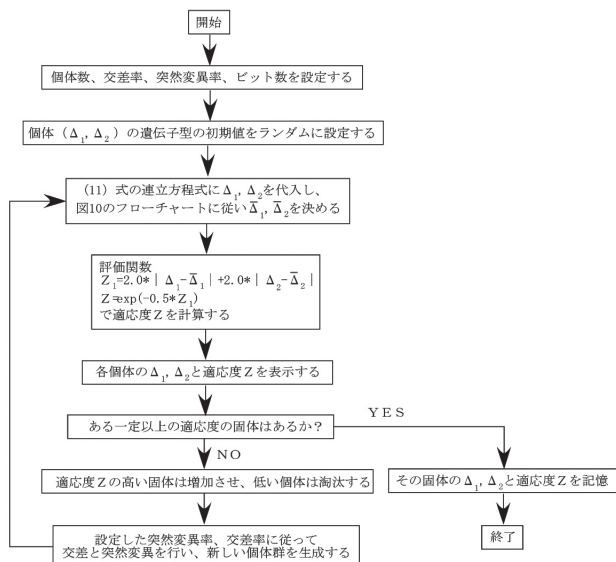 開始
個体数、交差率、突然変異率、ビット数を設定する
個体（Δ₁, Δ₂）の遺伝子型の初期値をランダムに設定する
(11) 式の連立方程式にΔ₁, Δ₂を代入し、
図10のフローチャートに従いΔ̅₁, Δ̅₂を決める
評価関数
Z₁=2.0*｜Δ₁-Δ̅₁｜+2.0*｜Δ₂-Δ̅₂｜
Z=exp(-0.5*Z₁)
で適応度Zを計算する
各個体のΔ₁, Δ₂と適応度Zを表示する
ある一定以上の適応度の固体はあるか？
YES
NO
適応度Zの高い固体は増加させ、低い個体は淘汰する
その固体のΔ₁, Δ₂と適応度Zを記憶
設定した突然変異率、交差率に従って
交差と突然変異を行い、新しい個体群を生成する
終了